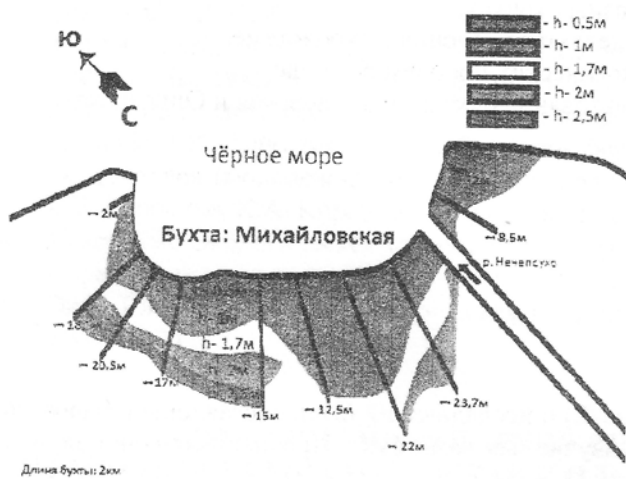 - h- 0.5м
- h- 1м
- h- 1,7м
- h- 2м
- h- 2,5м
Ю
С
Чёрное море
Бухта: Михайловская
2м
8,5м
р. Нечепсухо
h- 1,7м
20,5м
17м
15м
12,5м
22м
23,7м
Длина бухты: 2км